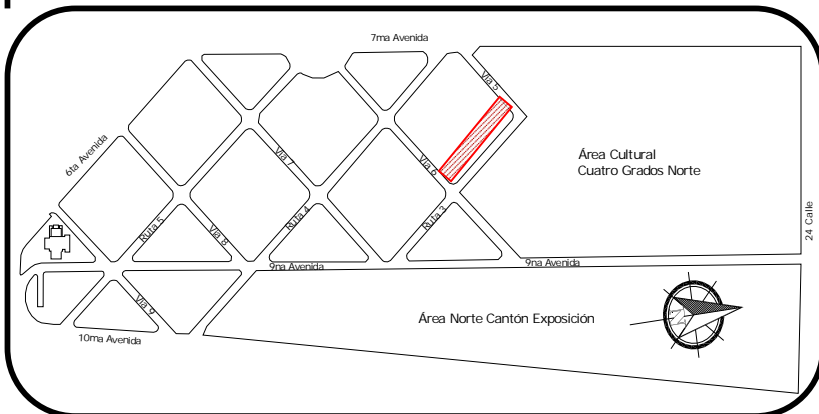 7ma Avenida
Vía 5
6ta Avenida
Vía 7
Vía 6
Área Cultural
Cuatro Grados Norte
24 Calle
Ruta 5
Vía 8
Ruta 4
Ruta 3
9na Avenida
9na Avenida
Vía 9
Área Norte Cantón Exposición
10ma Avenida